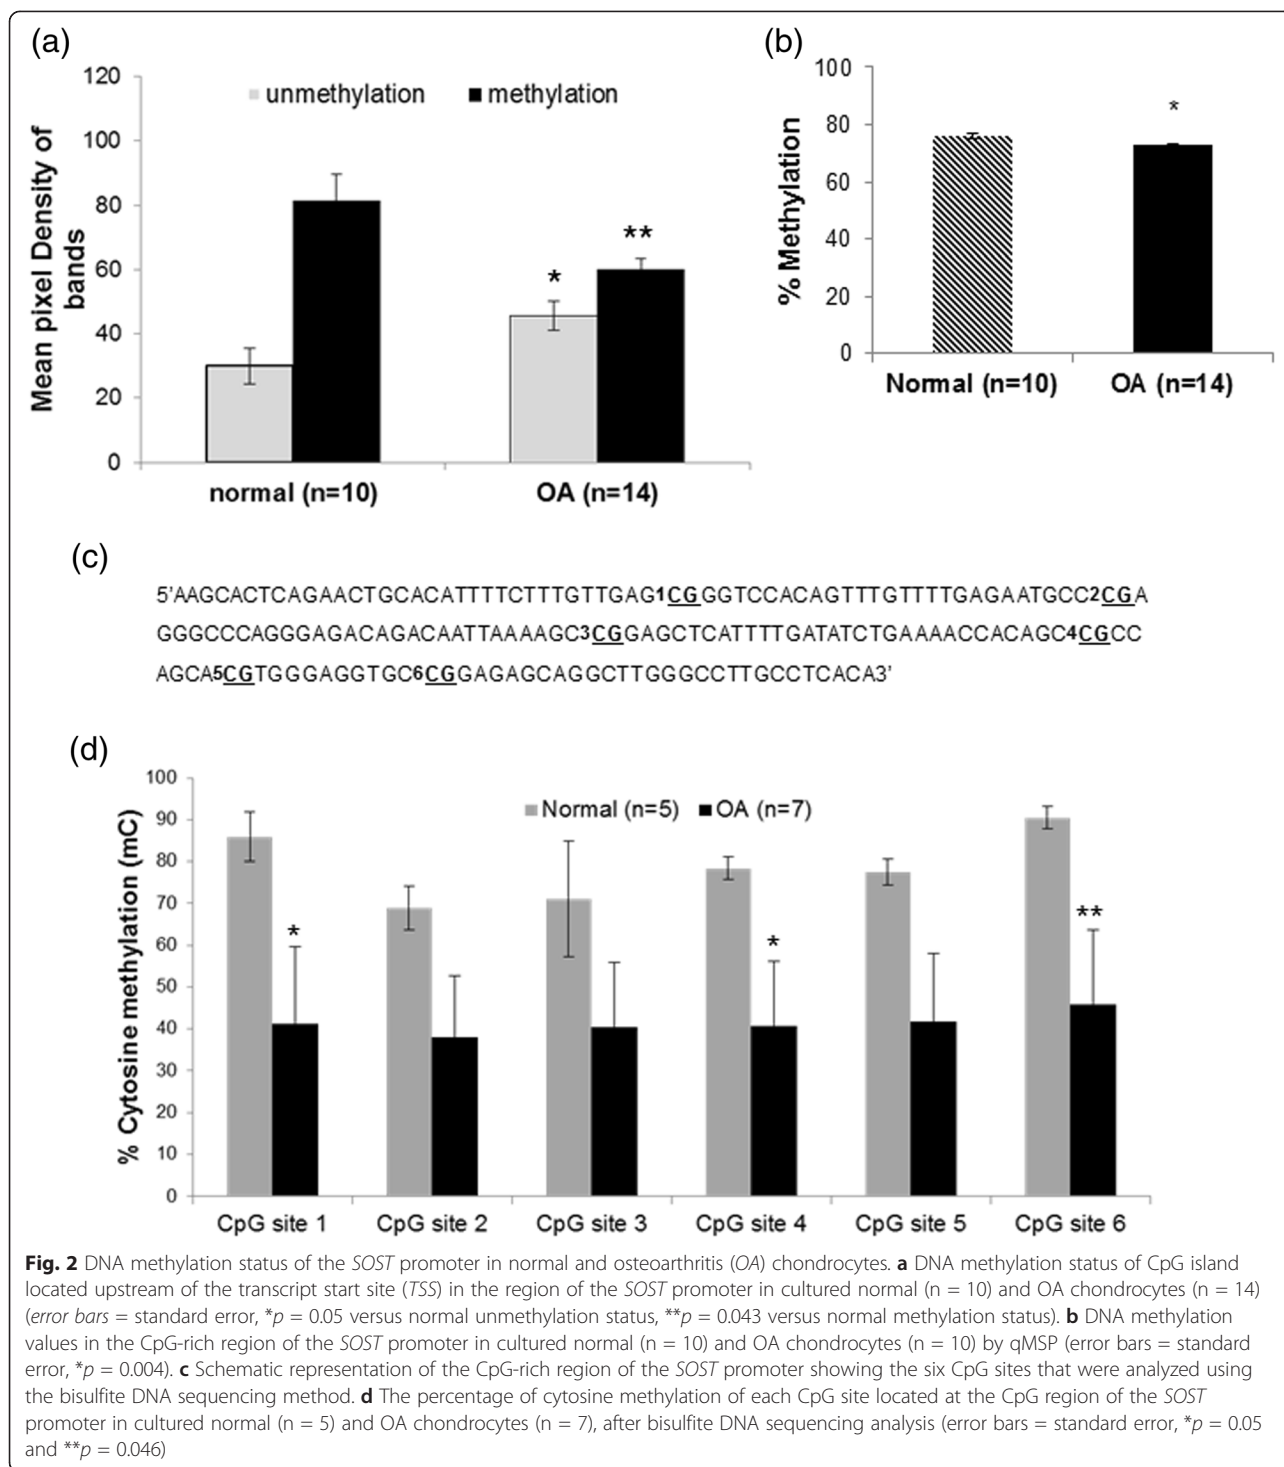 (a)
120
100
80
60
40
20
0
Mean pixel Density of
bands
unmethylation methylation
*
**
normal (n=10) OA (n=14)
(b)
100
80
60
40
20
0
% Methylation
*
Normal (n=10) OA (n=14)
(c)
5'AAGCACTCAGAACTGCACATTTTCTTTGTTGAG1CGGGTCCACAGTTTGTTTTGAGAATGCC2CGA
GGGCCCAGGGAGACAGACAATTAAAAGC3CGGAGCTCATTTTGATATCTGAAAACCACAGC4CGCC
AGCA5CGTGGGAGGTGC6CGGAGAGCAGGCTTGGGCCTTGCCTCACA3'
(d)
100
90
80
70
60
50
40
30
20
10
0
% Cytosine methylation (mC)
Normal (n=5) OA (n=7)
*
*
**
CpG site 1 CpG site 2 CpG site 3 CpG site 4 CpG site 5 CpG site 6
Fig. 2 DNA methylation status of the SOST promoter in normal and osteoarthritis (OA) chondrocytes. a DNA methylation status of CpG island
located upstream of the transcript start site (TSS) in the region of the SOST promoter in cultured normal (n = 10) and OA chondrocytes (n = 14)
(error bars = standard error, *p = 0.05 versus normal unmethylation status, **p = 0.043 versus normal methylation status). b DNA methylation
values in the CpG-rich region of the SOST promoter in cultured normal (n = 10) and OA chondrocytes (n = 10) by qMSP (error bars = standard
error, *p = 0.004). c Schematic representation of the CpG-rich region of the SOST promoter showing the six CpG sites that were analyzed using
the bisulfite DNA sequencing method. d The percentage of cytosine methylation of each CpG site located at the CpG region of the SOST
promoter in cultured normal (n = 5) and OA chondrocytes (n = 7), after bisulfite DNA sequencing analysis (error bars = standard error, *p = 0.05
and **p = 0.046)